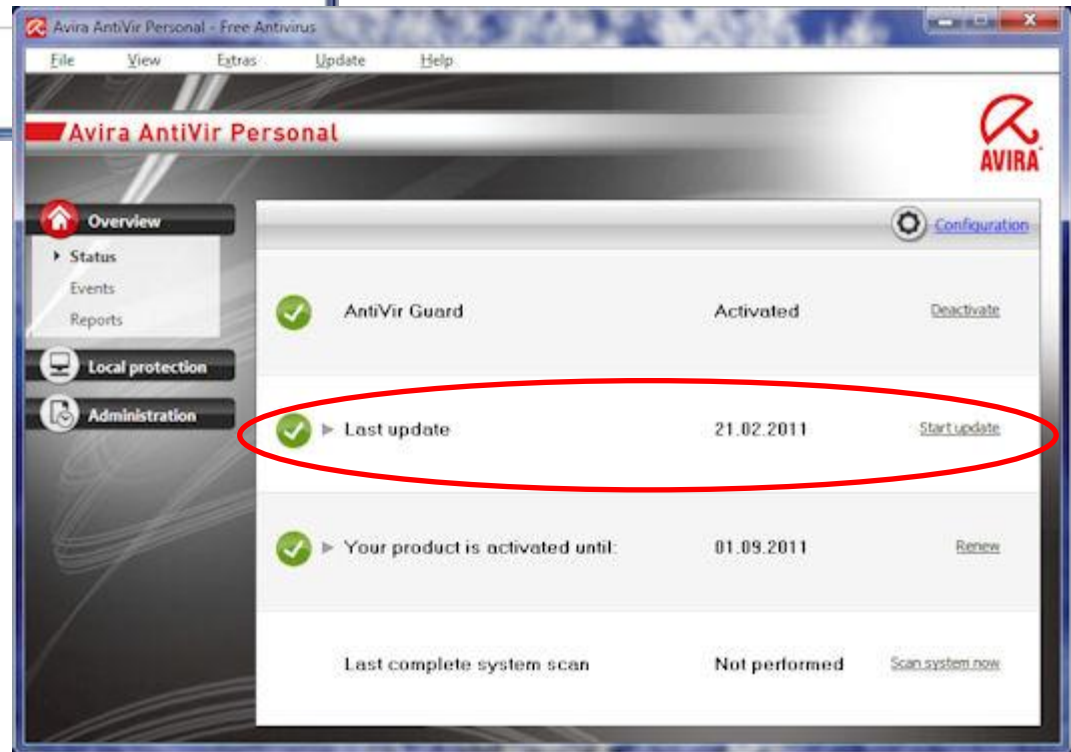 Avira AntiVir Personal - Free Antivirus
File View Extras Update Help
Avira AntiVir Personal
AVIRA
Overview
Configuration
Status
Events
Reports
Local protection
Administration
AntiVir Guard Activated Deactivate
Last update 21.02.2011 Start update
Your product is activated until: 01.09.2011 Renew
Last complete system scan Not performed Scan system now